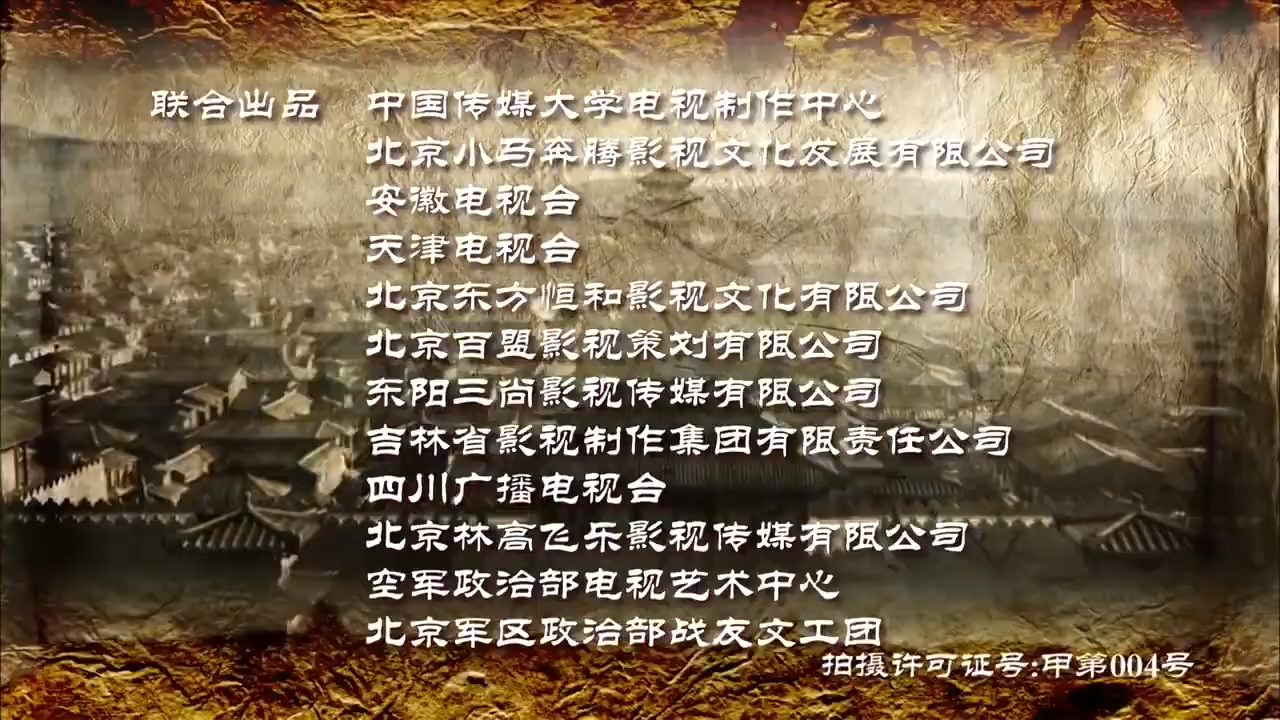 联合出品 中国传媒大学电视制作中心
北京小马奔腾影视文化发展有限公司
安徽电视台
天津电视台
北京东方恒和影视文化有限公司
北京百盟影视策划有限公司
东阳三尚影视传媒有限公司
吉林省影视制作集团有限责任公司
四川广播电视台
北京林高飞乐影视传媒有限公司
空军政治部电视艺术中心
北京军区政治部战友文工团
拍摄许可证号:甲第004号